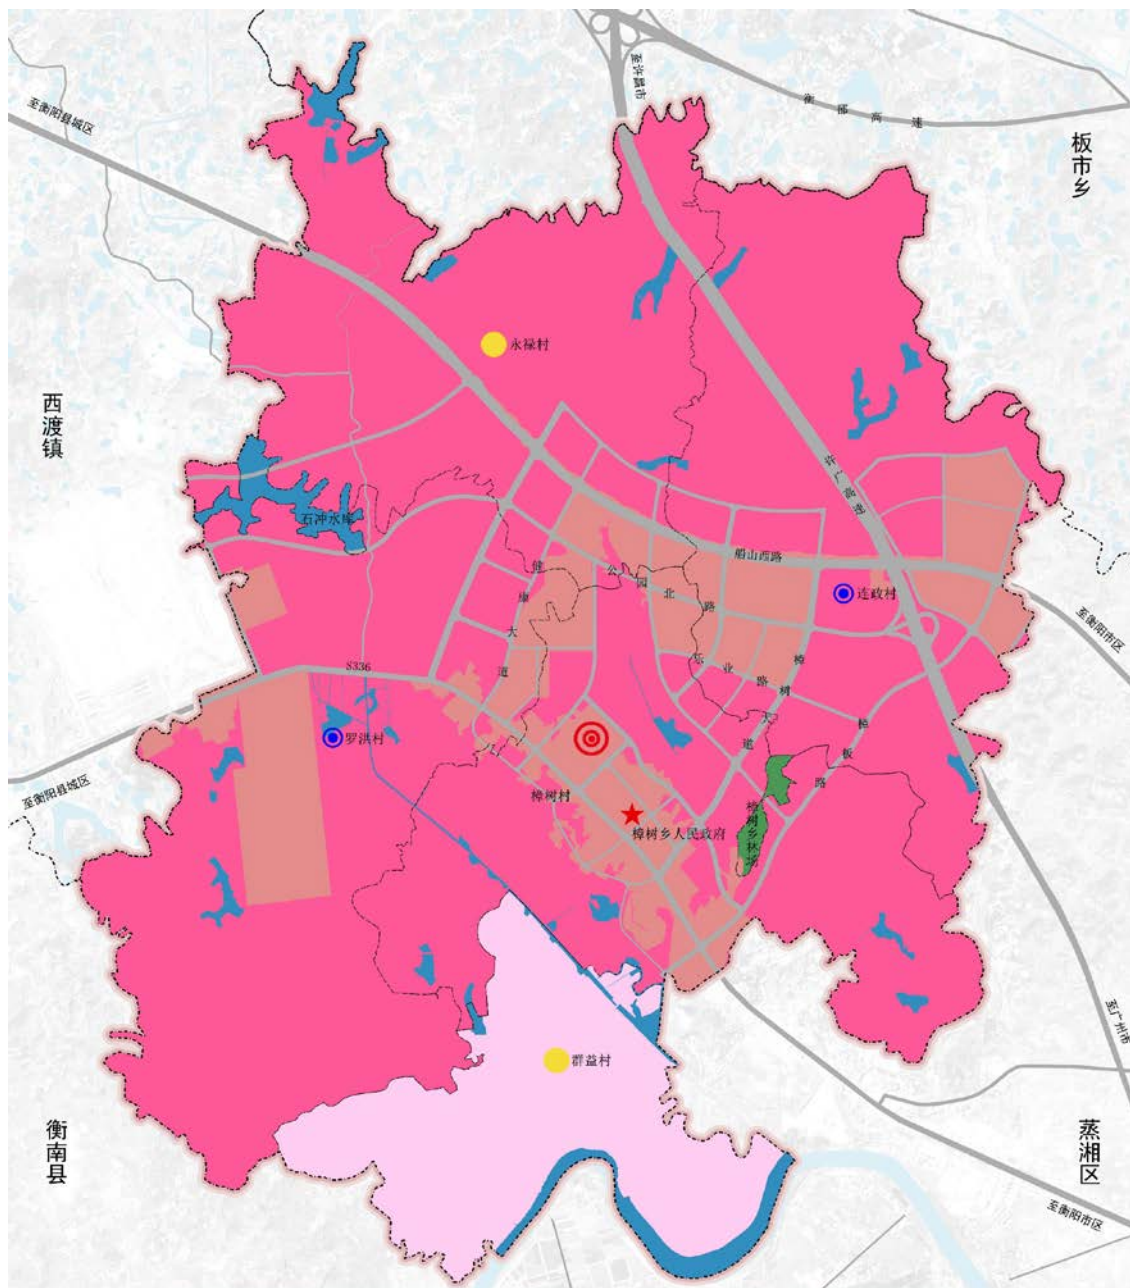 至许昌市
衡邵高速
至衡阳县城区
板市乡
永禄村
西渡镇
许广高速
石冲水库
船山西路
健康大道
公园北路
连政村
至衡阳市区
S336
乐业路
樟树大道
樟板路
罗洪村
至衡阳县城区
樟树村
樟树乡人民政府
樟树乡林场
至广州市
群益村
衡南县
蒸湘区
至衡阳市区